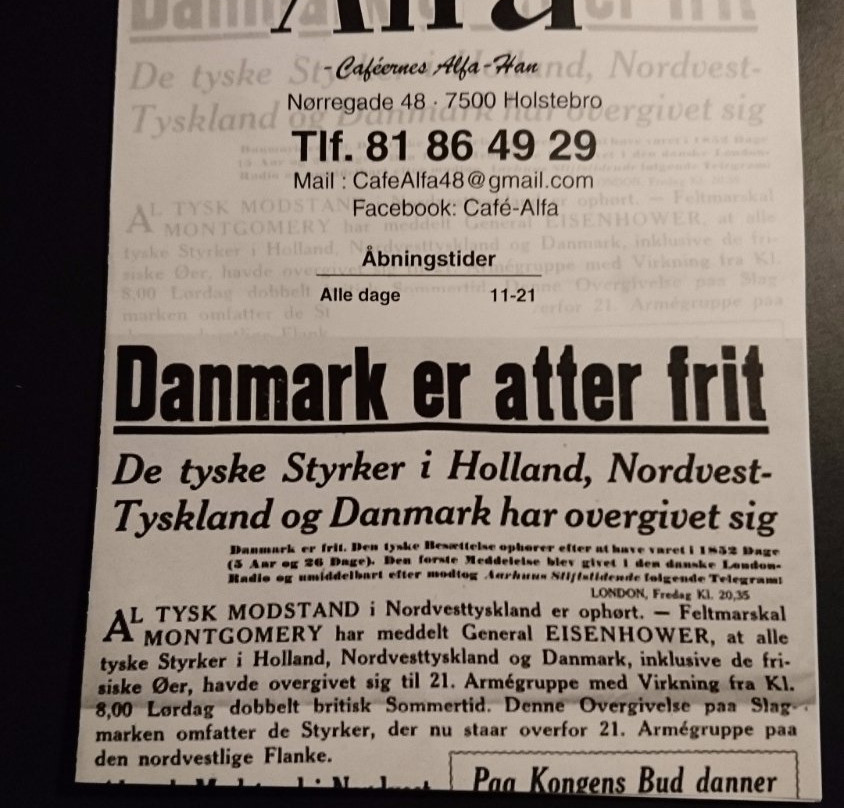 Alfa
- Caféernes Alfa-Han
Nørregade 48 · 7500 Holstebro
Tlf. 81 86 49 29
Mail : CafeAlfa48@gmail.com
Facebook: Café-Alfa
Åbningstider
Alle dage 11-21
Danmark er atter frit
De tyske Styrker i Holland, Nordvest-
Tyskland og Danmark har overgivet sig
Danmark er frit. Den tyske Besættelse ophører efter at have varet i 1852 Dage
(5 Aar og 26 Dage). Den første Meddelelse blev givet i den danske London-
Radio og umiddelbart efter modtog Aarhuus Stiftstidende følgende Telegram:
LONDON, Fredag Kl. 20,35
AL TYSK MODSTAND i Nordvesttyskland er ophørt. — Feltmarskal
MONTGOMERY har meddelt General EISENHOWER, at alle
tyske Styrker i Holland, Nordvesttyskland og Danmark, inklusive de fri-
siske Øer, havde overgivet sig til 21. Armégruppe med Virkning fra Kl.
8,00 Lørdag dobbelt britisk Sommertid. Denne Overgivelse paa Slag-
marken omfatter de Styrker, der nu staar overfor 21. Armégruppe paa
den nordvestlige Flanke.
Paa Kongens Bud danner